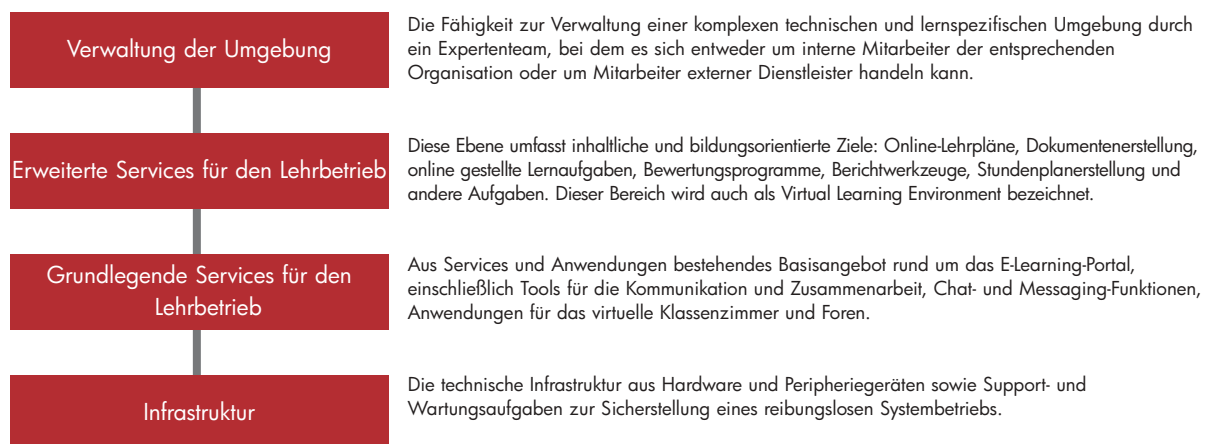 Verwaltung der Umgebung
Die Fähigkeit zur Verwaltung einer komplexen technischen und lernspezifischen Umgebung durch
ein Expertenteam, bei dem es sich entweder um interne Mitarbeiter der entsprechenden
Organisation oder um Mitarbeiter externer Dienstleister handeln kann.
Erweiterte Services für den Lehrbetrieb
Diese Ebene umfasst inhaltliche und bildungsorientierte Ziele: Online-Lehrpläne, Dokumentenerstellung,
online gestellte Lernaufgaben, Bewertungsprogramme, Berichtwerkzeuge, Stundenplanerstellung und
andere Aufgaben. Dieser Bereich wird auch als Virtual Learning Environment bezeichnet.
Grundlegende Services für den
Lehrbetrieb
Aus Services und Anwendungen bestehendes Basisangebot rund um das E-Learning-Portal,
einschließlich Tools für die Kommunikation und Zusammenarbeit, Chat- und Messaging-Funktionen,
Anwendungen für das virtuelle Klassenzimmer und Foren.
Infrastruktur
Die technische Infrastruktur aus Hardware und Peripheriegeräten sowie Support- und
Wartungsaufgaben zur Sicherstellung eines reibungslosen Systembetriebs.